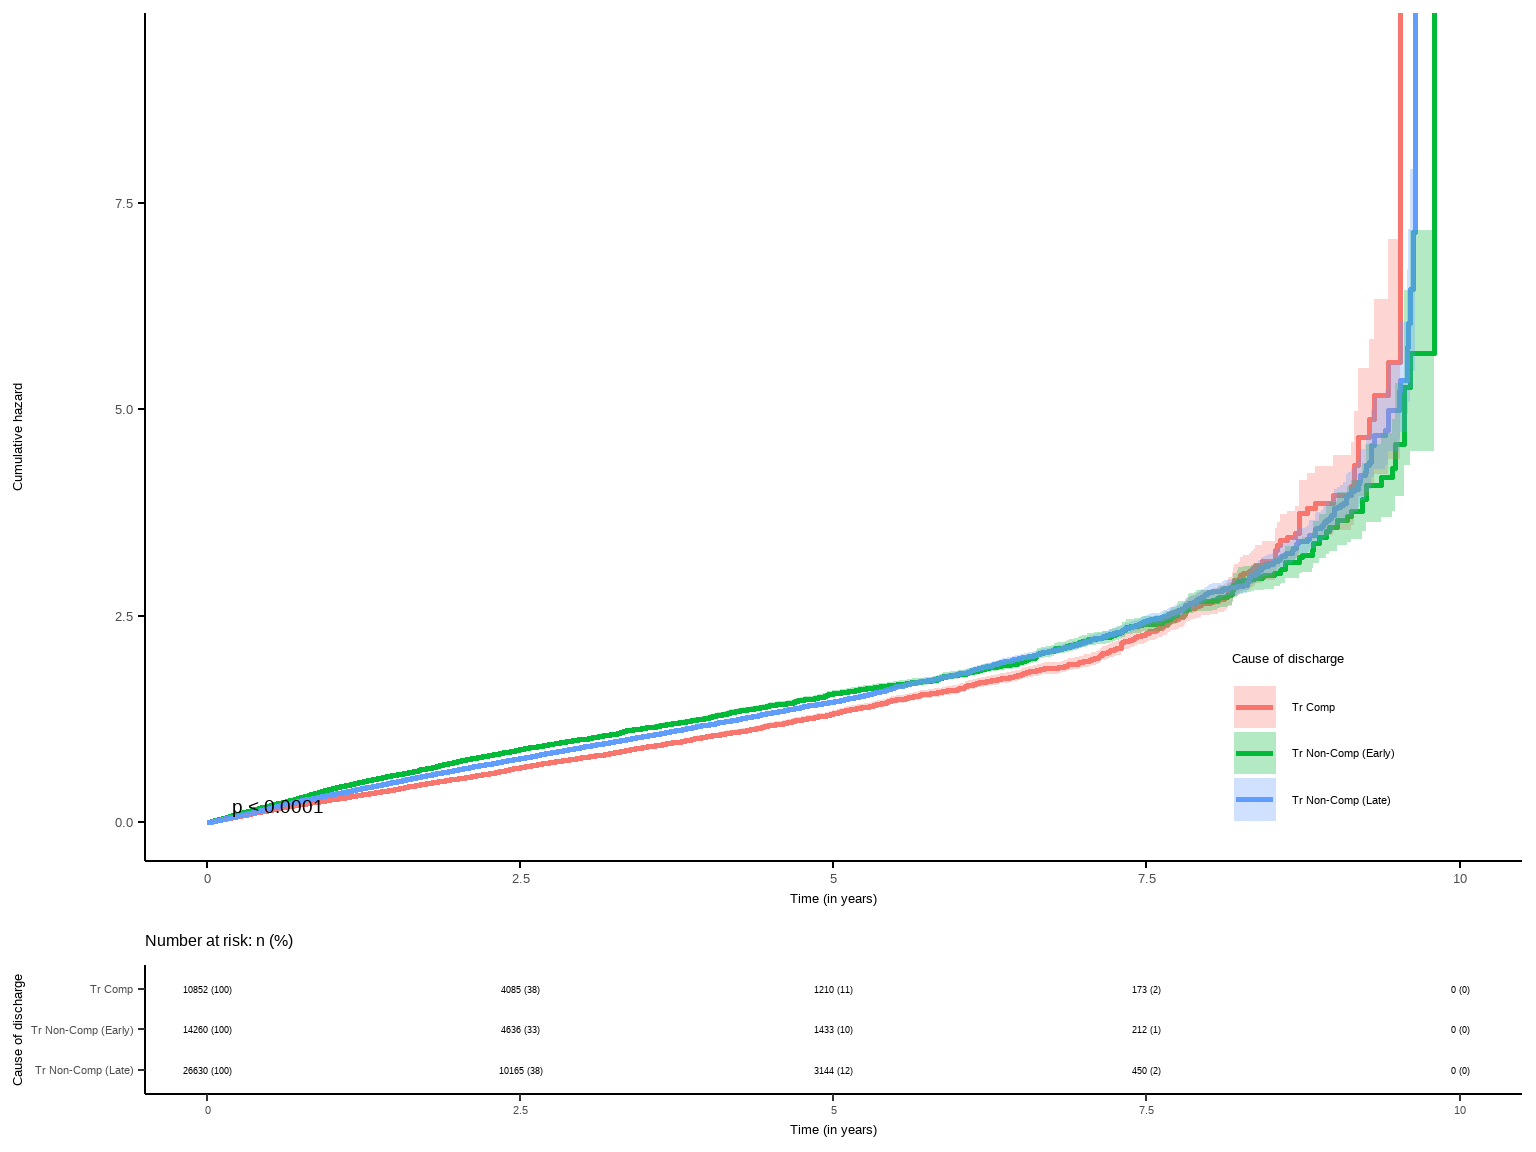 7.5
5.0
2.5
0.0
Cumulative hazard
p < 0.0001
Cause of discharge
Tr Comp
Tr Non-Comp (Early)
Tr Non-Comp (Late)
0 2.5 5 7.5 10
Time (in years)
Number at risk: n (%)
Cause of discharge
Tr Comp 10852 (100) 4085 (38) 1210 (11) 173 (2) 0 (0)
Tr Non-Comp (Early) 14260 (100) 4636 (33) 1433 (10) 212 (1) 0 (0)
Tr Non-Comp (Late) 26630 (100) 10165 (38) 3144 (12) 450 (2) 0 (0)
0 2.5 5 7.5 10
Time (in years)